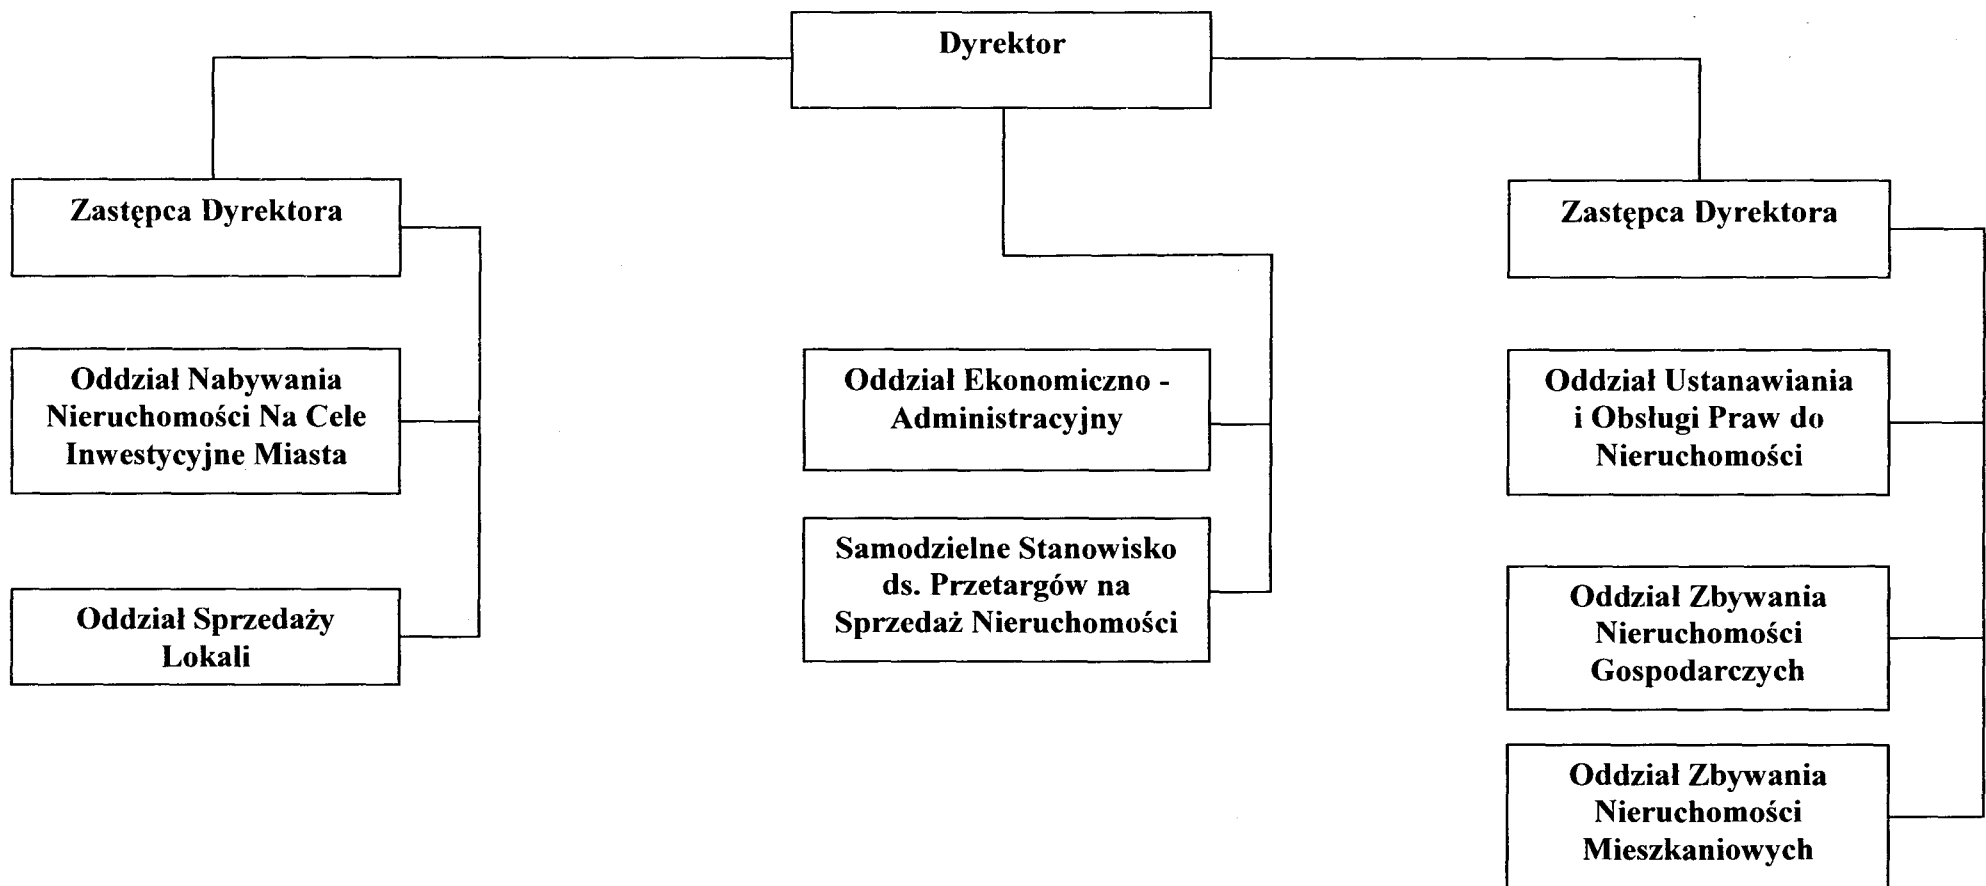 Dyrektor
Zastępca Dyrektora
Oddział Nabywania
Nieruchomości Na Cele
Inwestycyjne Miasta
Oddział Sprzedaży
Lokali
Oddział Ekonomiczno -
Administracyjny
Samodzielne Stanowisko
ds. Przetargów na
Sprzedaż Nieruchomości
Zastępca Dyrektora
Oddział Ustanawiania
i Obsługi Praw do
Nieruchomości
Oddział Zbywania
Nieruchomości
Gospodarczych
Oddział Zbywania
Nieruchomości
Mieszkaniowych